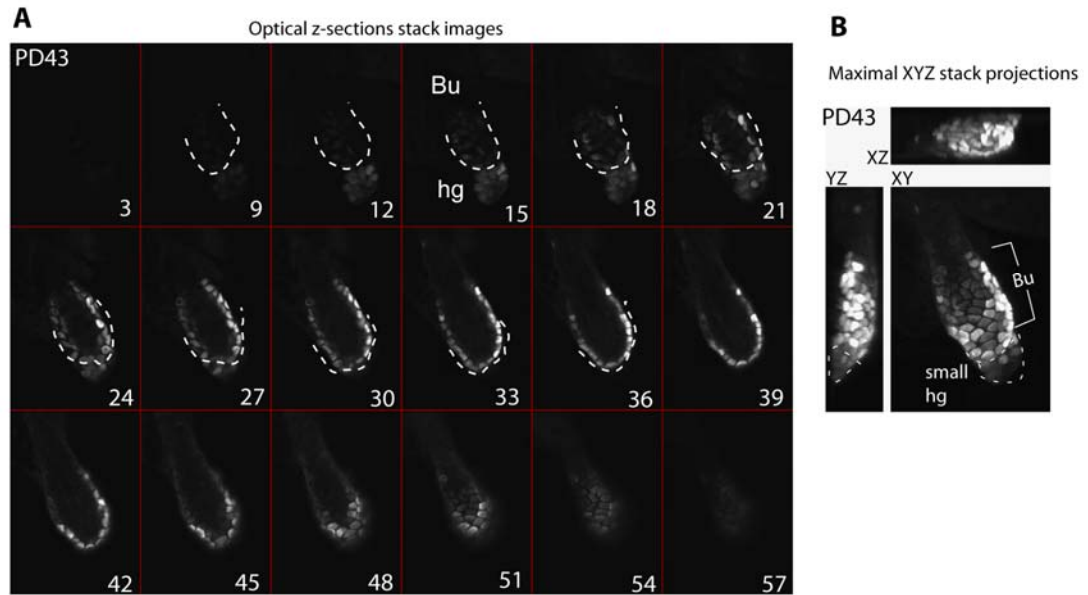 A
Optical z-sections stack images
PD43
Bu
hg
3
9
12
15
18
21
24
27
30
33
36
39
42
45
48
51
54
57
B
Maximal XYZ stack projections
PD43
XZ
YZ
XY
Bu
small
hg